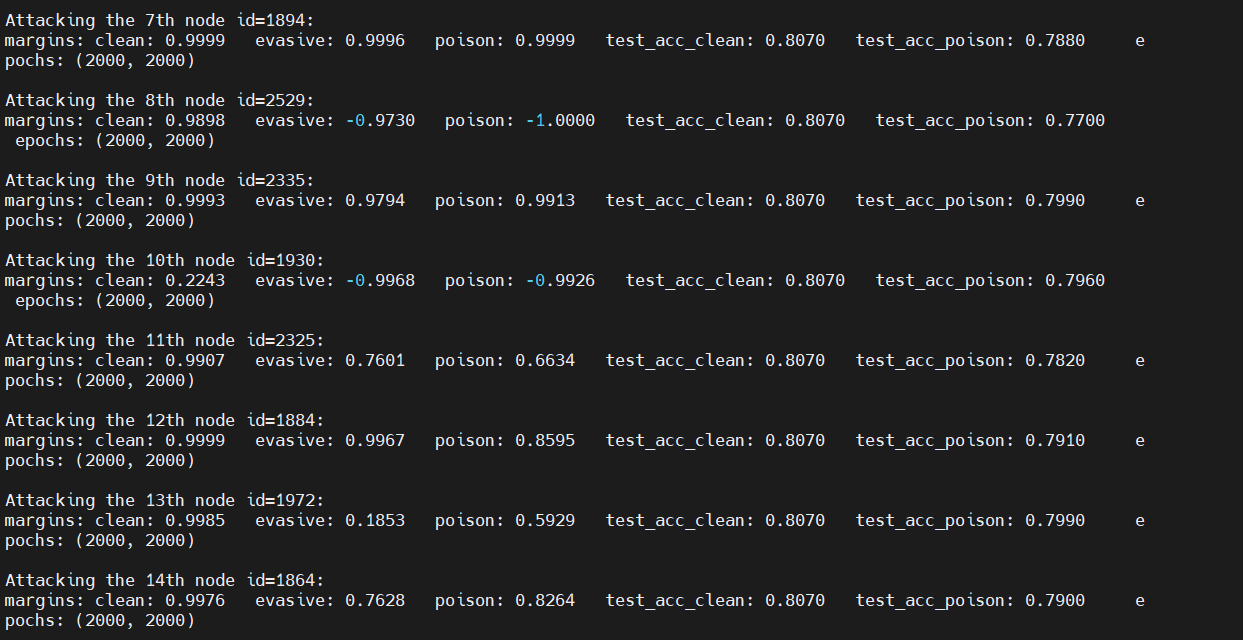 Attacking the 7th node id=1894:
margins: clean: 0.9999   evasive: 0.9996   poison: 0.9999   test_acc_clean: 0.8070   test_acc_poison: 0.7880     e
pochs: (2000, 2000)

Attacking the 8th node id=2529:
margins: clean: 0.9898   evasive: -0.9730   poison: -1.0000   test_acc_clean: 0.8070   test_acc_poison: 0.7700
 epochs: (2000, 2000)

Attacking the 9th node id=2335:
margins: clean: 0.9993   evasive: 0.9794   poison: 0.9913   test_acc_clean: 0.8070   test_acc_poison: 0.7990     e
pochs: (2000, 2000)

Attacking the 10th node id=1930:
margins: clean: 0.2243   evasive: -0.9968   poison: -0.9926   test_acc_clean: 0.8070   test_acc_poison: 0.7960
 epochs: (2000, 2000)

Attacking the 11th node id=2325:
margins: clean: 0.9907   evasive: 0.7601   poison: 0.6634   test_acc_clean: 0.8070   test_acc_poison: 0.7820     e
pochs: (2000, 2000)

Attacking the 12th node id=1884:
margins: clean: 0.9999   evasive: 0.9967   poison: 0.8595   test_acc_clean: 0.8070   test_acc_poison: 0.7910     e
pochs: (2000, 2000)

Attacking the 13th node id=1972:
margins: clean: 0.9985   evasive: 0.1853   poison: 0.5929   test_acc_clean: 0.8070   test_acc_poison: 0.7990     e
pochs: (2000, 2000)

Attacking the 14th node id=1864:
margins: clean: 0.9976   evasive: 0.7628   poison: 0.8264   test_acc_clean: 0.8070   test_acc_poison: 0.7900     e
pochs: (2000, 2000)